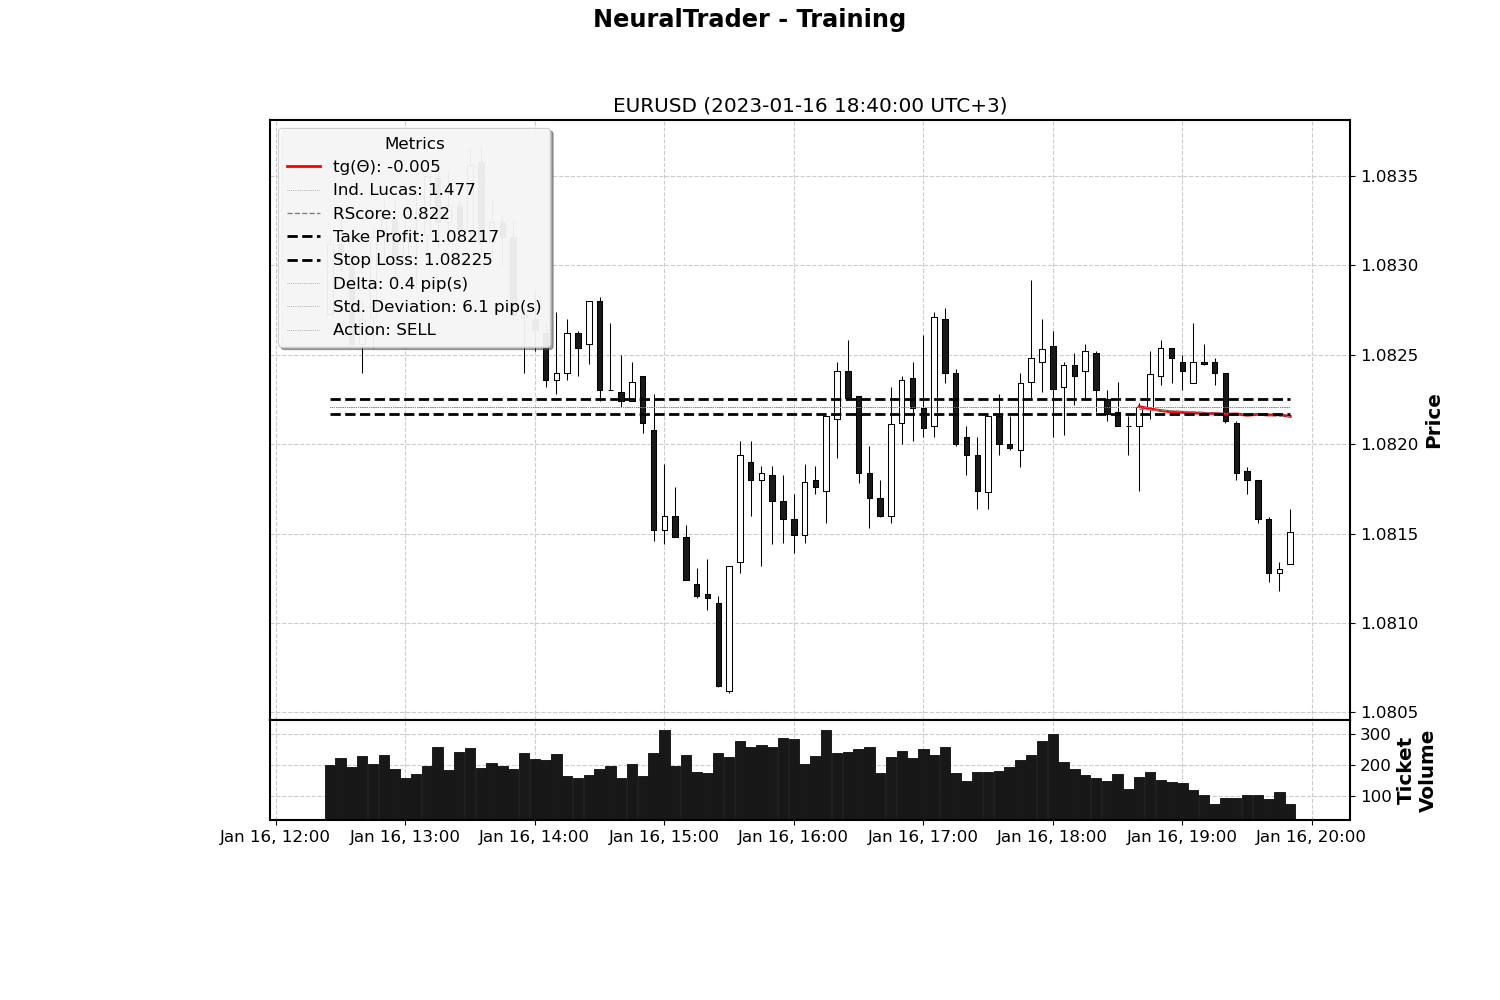 NeuralTrader - Training
EURUSD (2023-01-16 18:40:00 UTC+3)
Metrics
tg(Θ): -0.005
Ind. Lucas: 1.477
RScore: 0.822
Take Profit: 1.08217
Stop Loss: 1.08225
Delta: 0.4 pip(s)
Std. Deviation: 6.1 pip(s)
Action: SELL
1.0835
1.0830
1.0825
1.0820
1.0815
1.0810
1.0805
Price
300
200
100
Ticket
Volume
Jan 16, 12:00 Jan 16, 13:00 Jan 16, 14:00 Jan 16, 15:00 Jan 16, 16:00 Jan 16, 17:00 Jan 16, 18:00 Jan 16, 19:00 Jan 16, 20:00